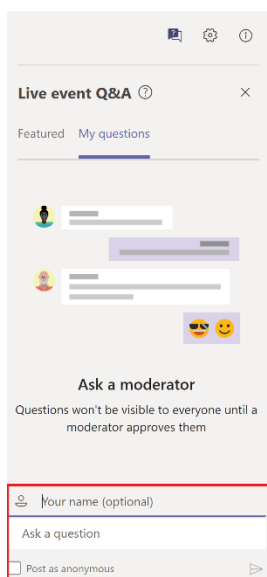 Live event Q&A
Featured My questions
Ask a moderator
Questions won't be visible to everyone until a
moderator approves them
Your name (optional)
Ask a question
Post as anonymous